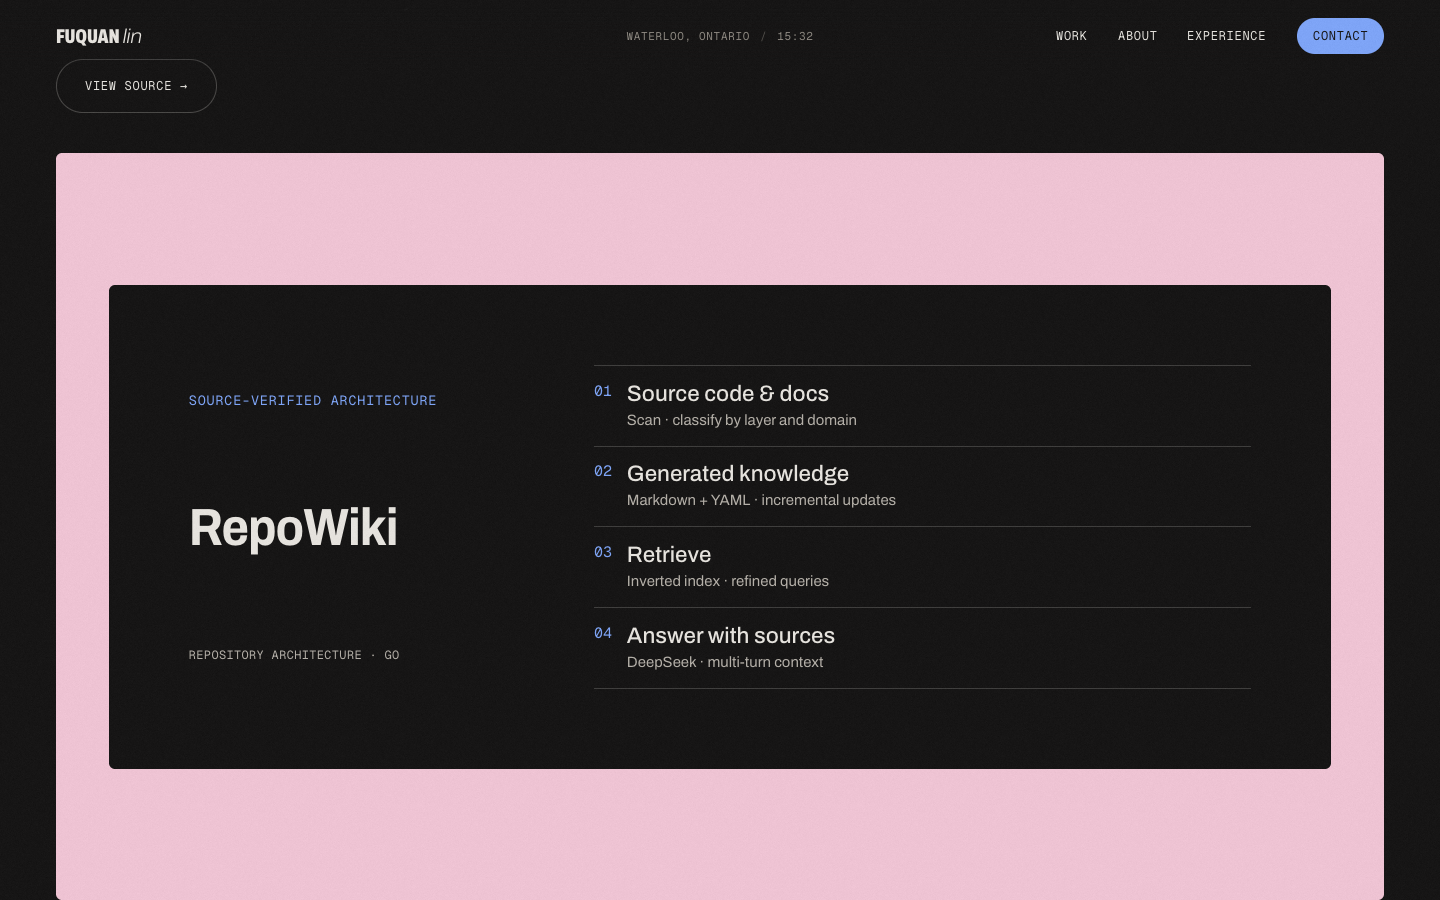 FUQUAN lin
WATERLOO, ONTARIO / 15:32
WORK
ABOUT
EXPERIENCE
CONTACT
VIEW SOURCE →
SOURCE-VERIFIED ARCHITECTURE
RepoWiki
REPOSITORY ARCHITECTURE · GO
01 Source code & docs
Scan · classify by layer and domain
02 Generated knowledge
Markdown + YAML · incremental updates
03 Retrieve
Inverted index · refined queries
04 Answer with sources
DeepSeek · multi-turn context